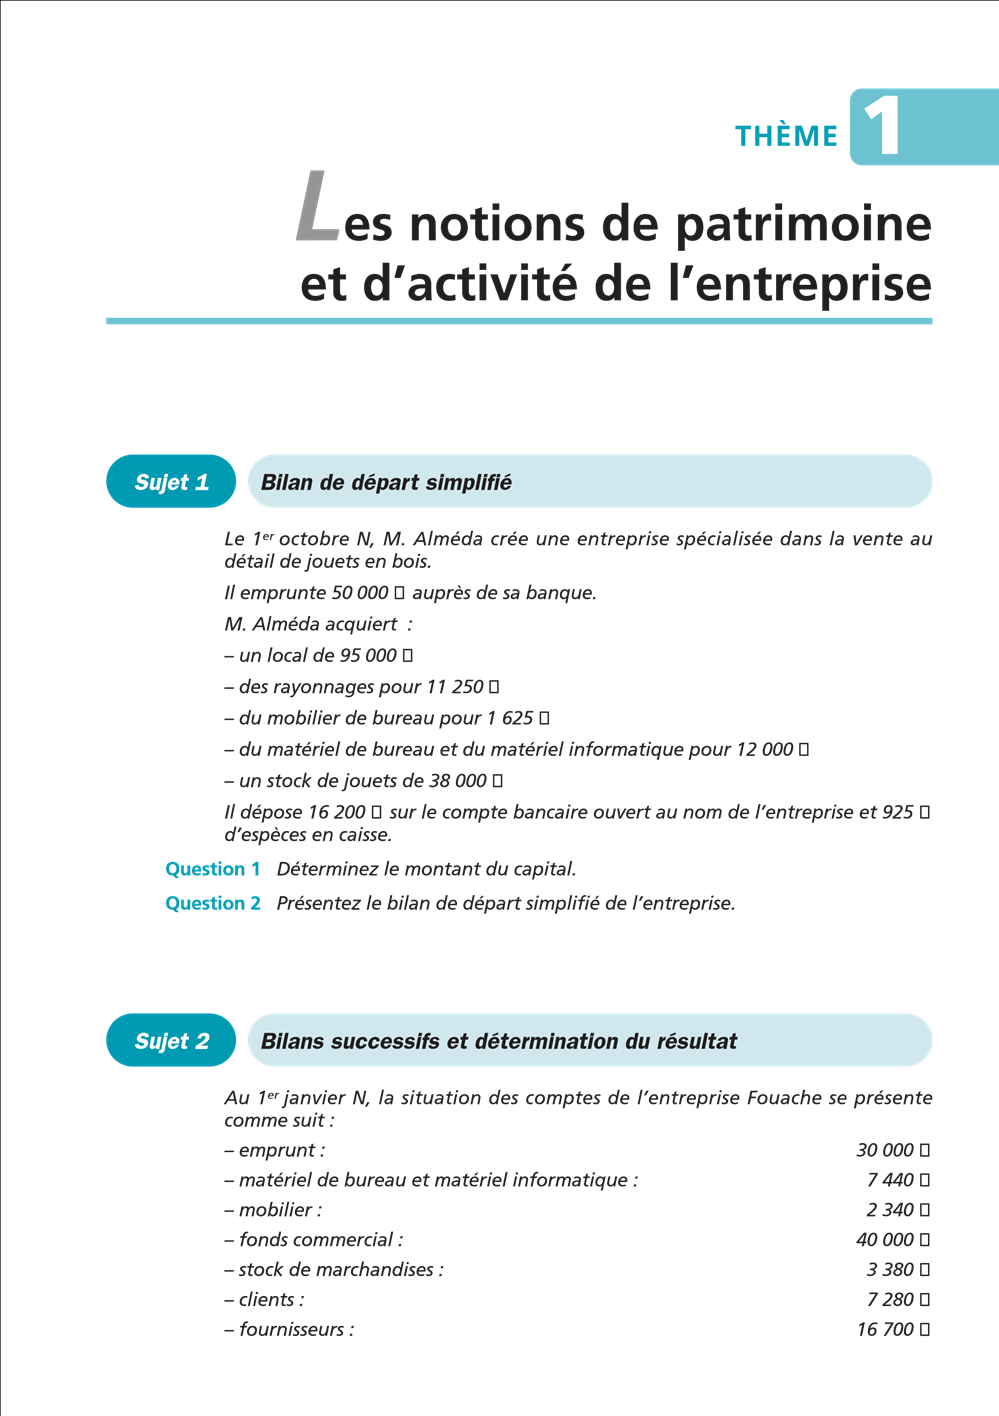 THÈME 1
Les notions de patrimoine
et d’activité de l’entreprise
Sujet 1 Bilan de départ simplifié
Le 1er octobre N, M. Alméda crée une entreprise spécialisée dans la vente au
détail de jouets en bois.
Il emprunte 50 000 ▯ auprès de sa banque.
M. Alméda acquiert :
– un local de 95 000 ▯
– des rayonnages pour 11 250 ▯
– du mobilier de bureau pour 1 625 ▯
– du matériel de bureau et du matériel informatique pour 12 000 ▯
– un stock de jouets de 38 000 ▯
Il dépose 16 200 ▯ sur le compte bancaire ouvert au nom de l’entreprise et 925 ▯
d’espèces en caisse.
Question 1 Déterminez le montant du capital.
Question 2 Présentez le bilan de départ simplifié de l’entreprise.
Sujet 2 Bilans successifs et détermination du résultat
Au 1er janvier N, la situation des comptes de l’entreprise Fouache se présente
comme suit :
– emprunt : 30 000 ▯
– matériel de bureau et matériel informatique : 7 440 ▯
– mobilier : 2 340 ▯
– fonds commercial : 40 000 ▯
– stock de marchandises : 3 380 ▯
– clients : 7 280 ▯
– fournisseurs : 16 700 ▯